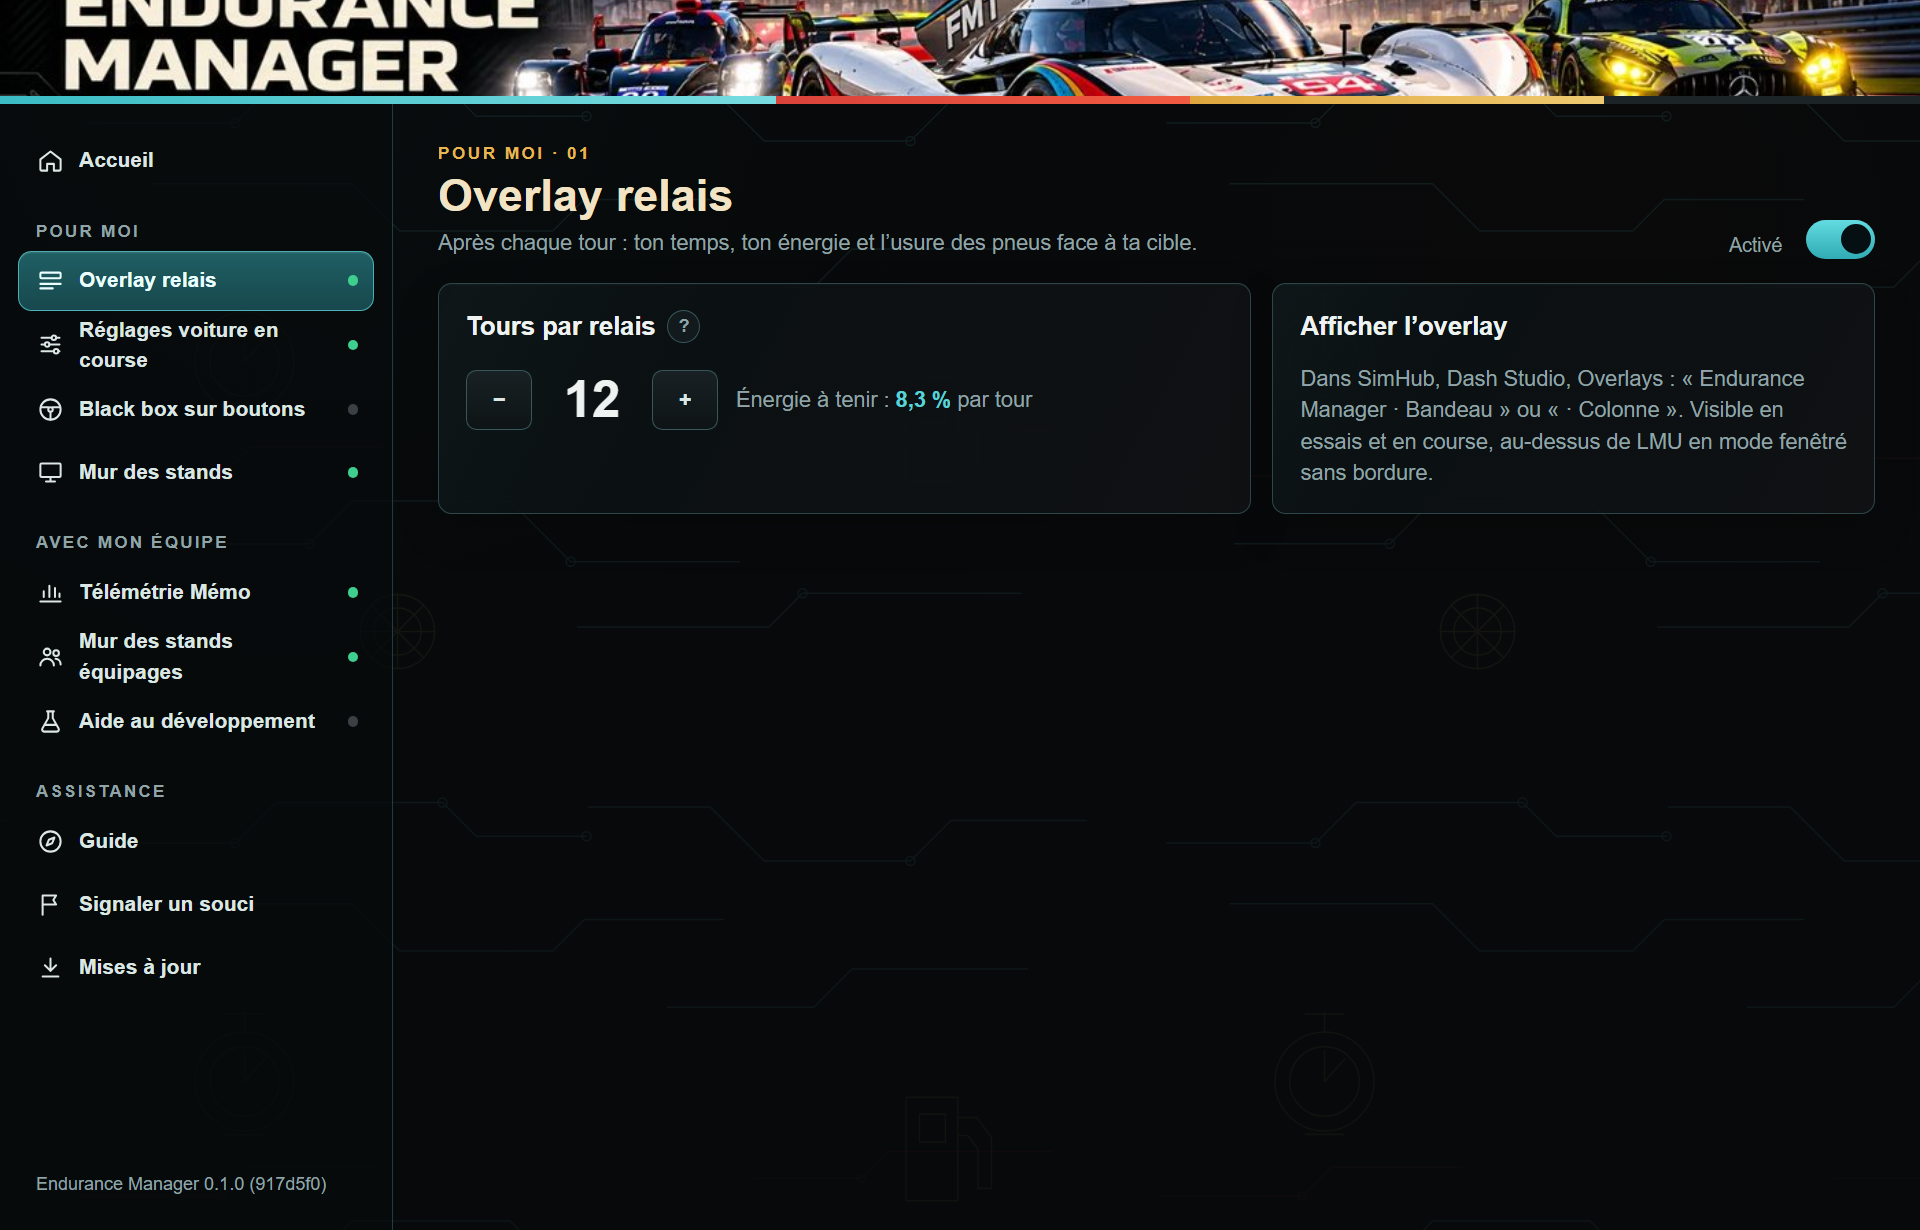 ENDURANCE
MANAGER
FMT
54
Accueil
POUR MOI
Overlay relais
Réglages voiture en
course
Black box sur boutons
Mur des stands
AVEC MON ÉQUIPE
Télémétrie Mémo
Mur des stands
équipages
Aide au développement
ASSISTANCE
Guide
Signaler un souci
Mises à jour
Endurance Manager 0.1.0 (917d5f0)
POUR MOI · 01
Overlay relais
Après chaque tour : ton temps, ton énergie et l’usure des pneus face à ta cible.
Activé
Tours par relais ?
− 12 + Énergie à tenir : 8,3 % par tour
Afficher l’overlay
Dans SimHub, Dash Studio, Overlays : « Endurance
Manager · Bandeau » ou « · Colonne ». Visible en
essais et en course, au-dessus de LMU en mode fenêtré
sans bordure.